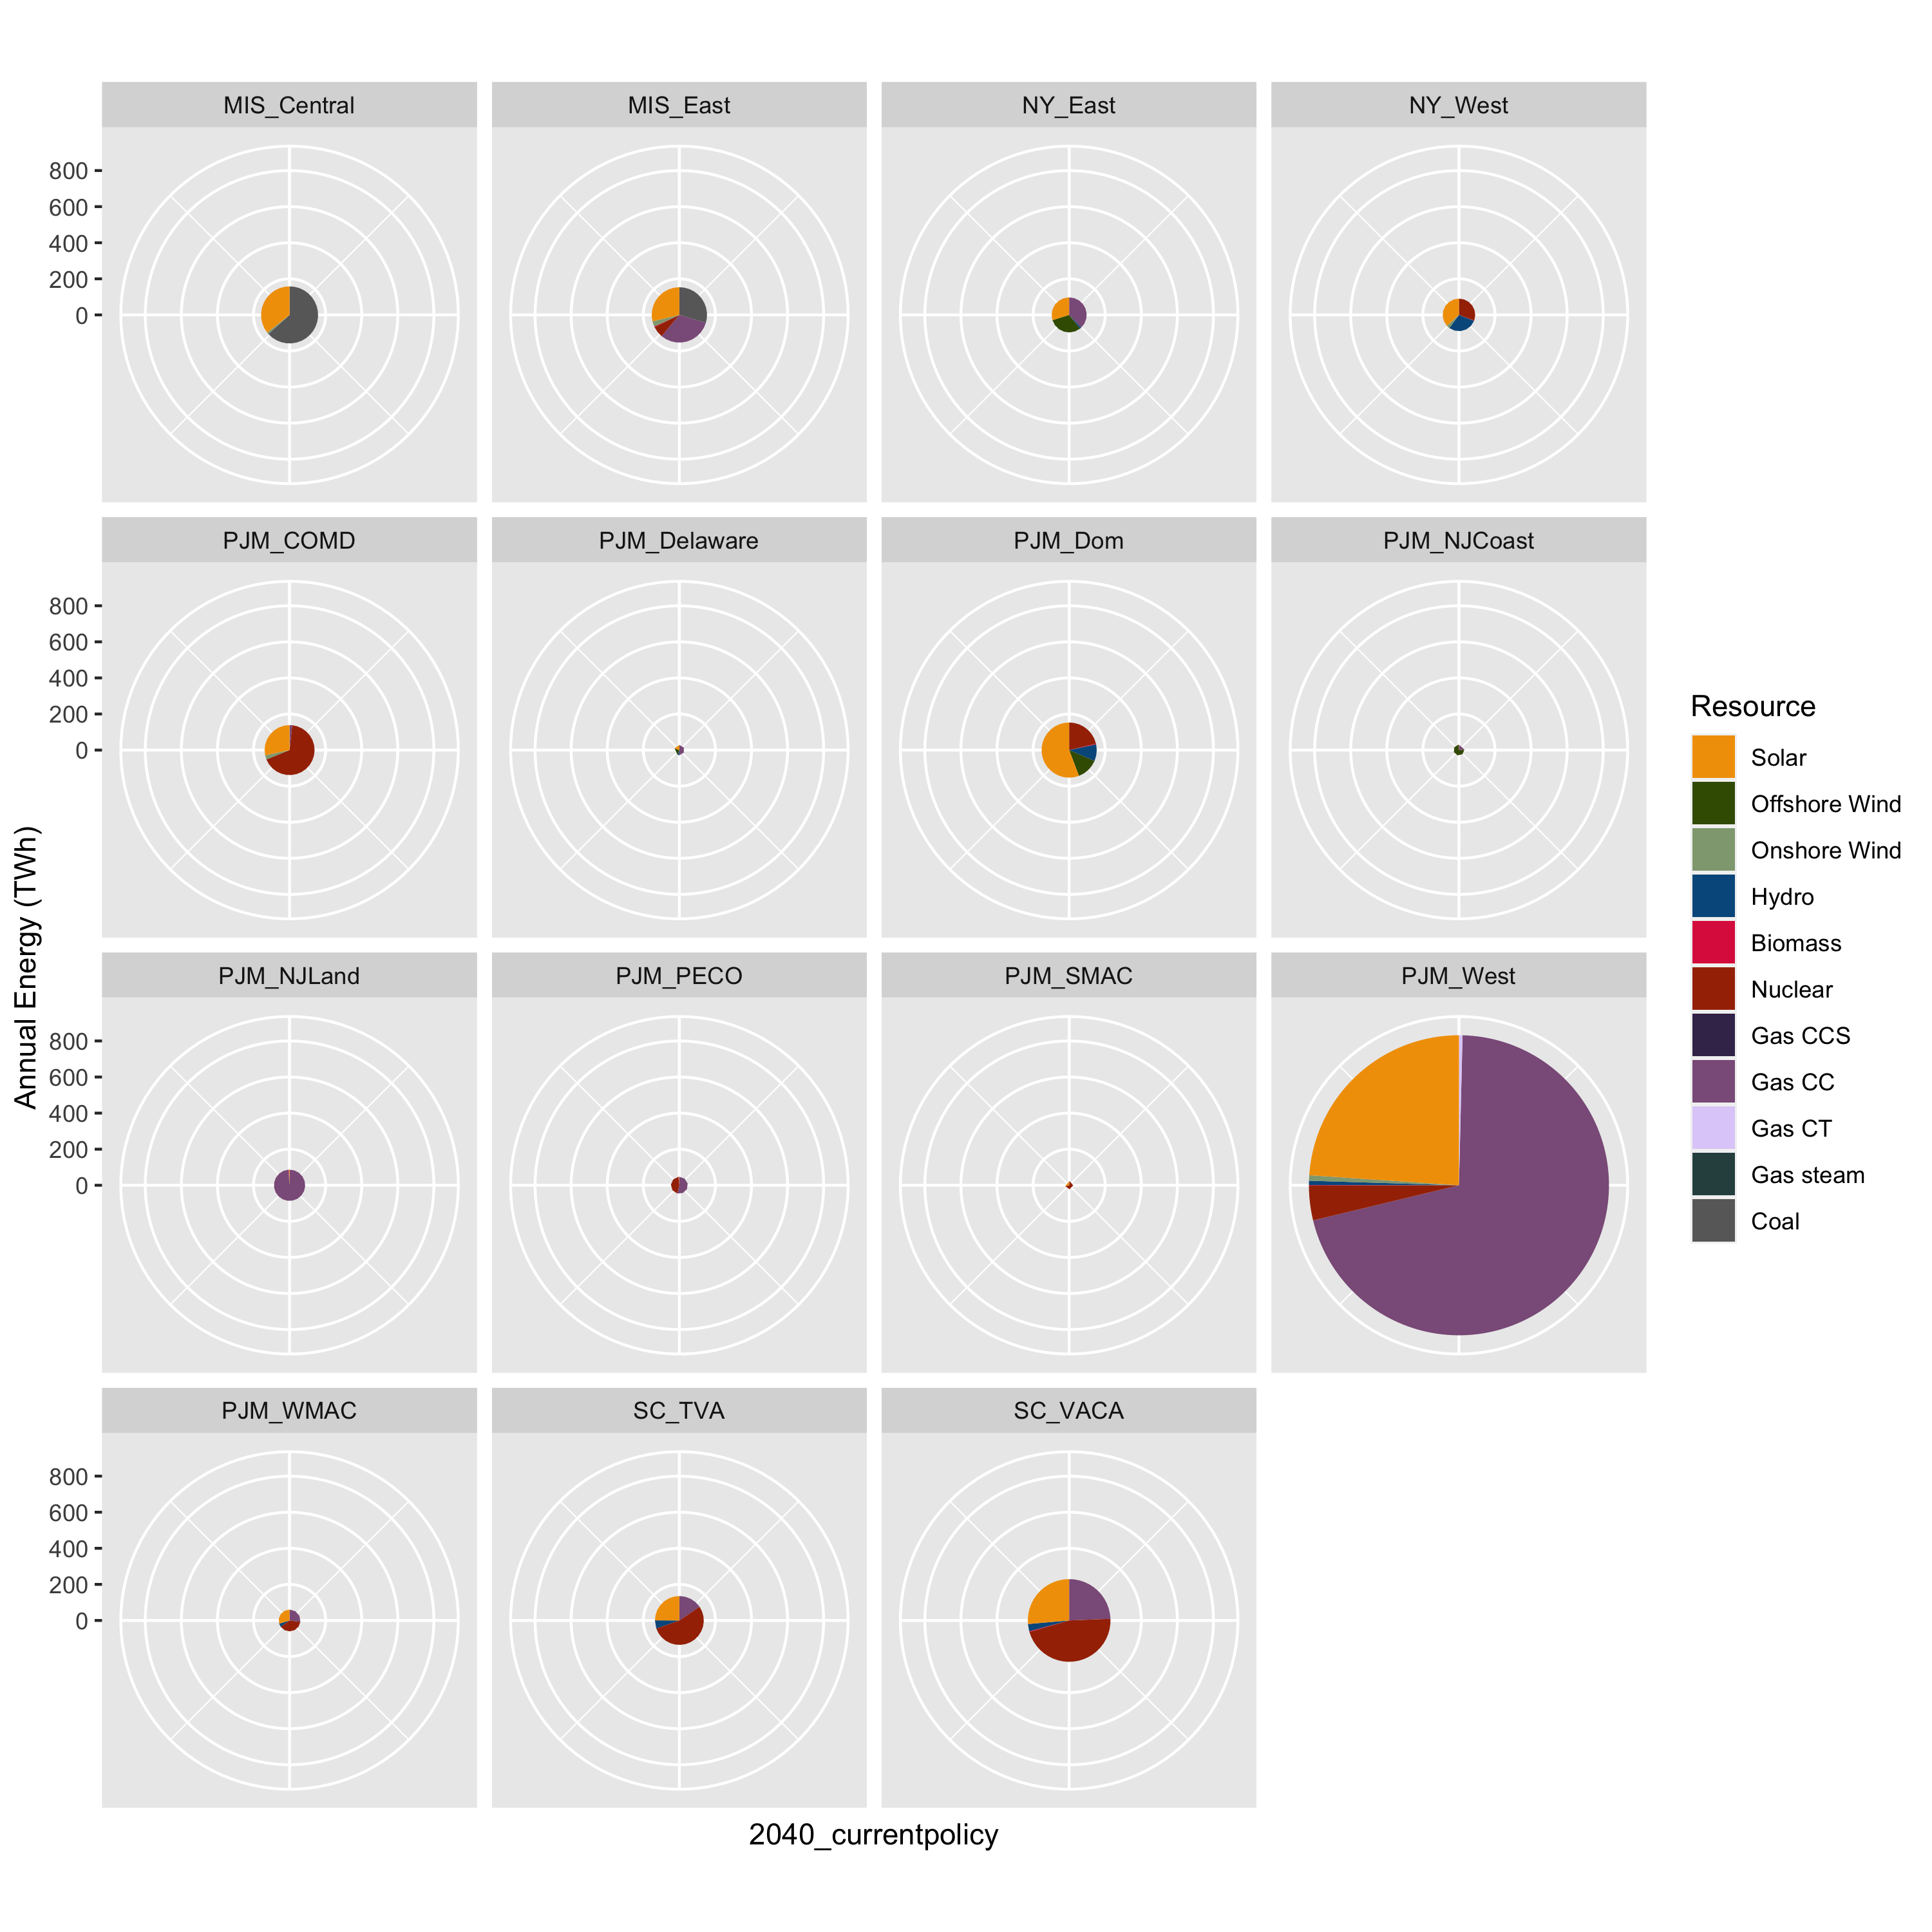 MIS_Central
MIS_East
NY_East
NY_West
800
600
400
200
0
PJM_COMD
PJM_Delaware
PJM_Dom
PJM_NJCoast
800
600
400
200
0
PJM_NJLand
PJM_PECO
PJM_SMAC
PJM_West
800
600
400
200
0
PJM_WMAC
SC_TVA
SC_VACA
800
600
400
200
0
Annual Energy (TWh)
2040_currentpolicy
Resource
Solar
Offshore Wind
Onshore Wind
Hydro
Biomass
Nuclear
Gas CCS
Gas CC
Gas CT
Gas steam
Coal